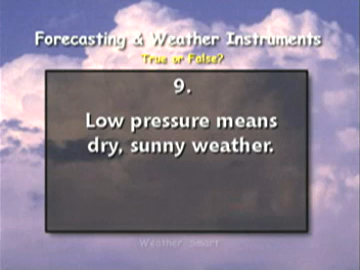 Forecasting & Weather Instruments
True or False?
9.
Low pressure means
dry, sunny weather.
Weather Smart